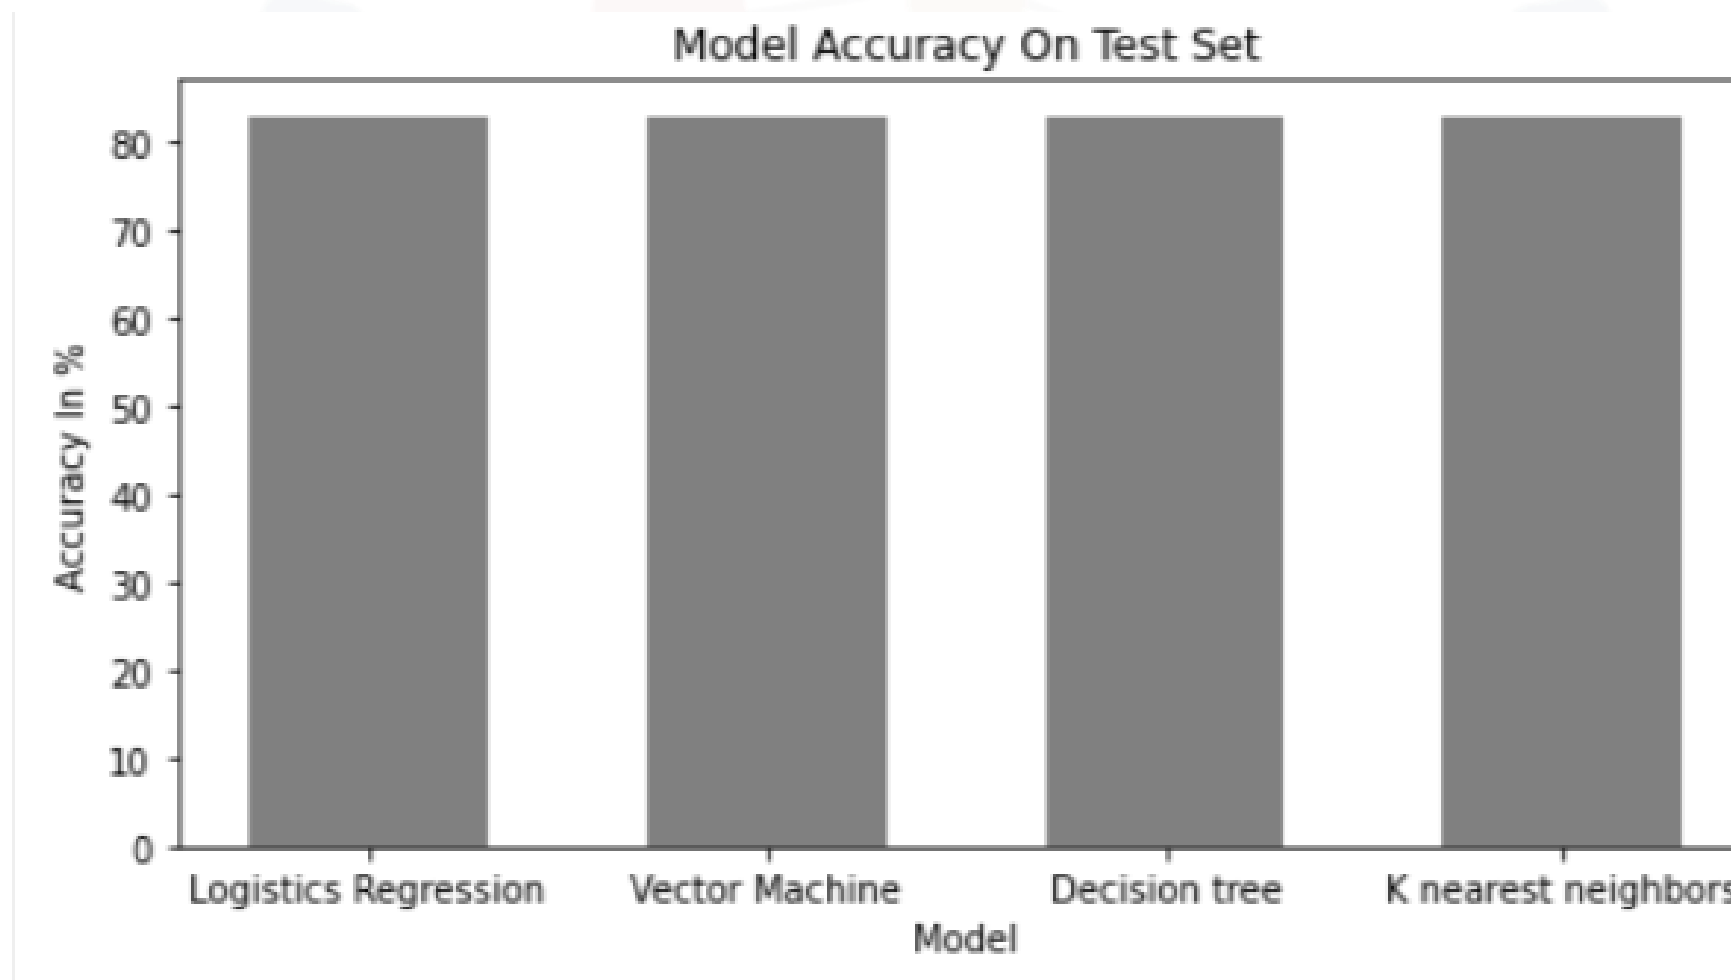 Model Accuracy On Test Set
80
70
60
50
40
30
20
10
0
Accuracy In %
Logistics Regression Vector Machine Decision tree K nearest neighbors
Model